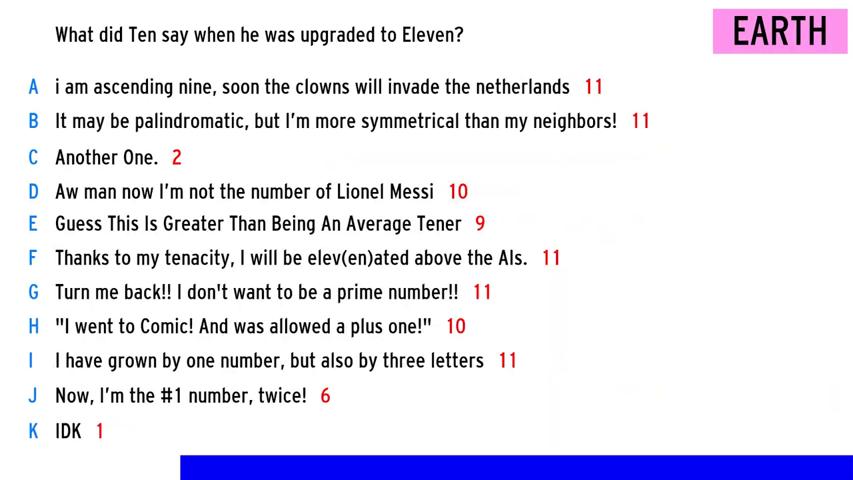 What did Ten say when he was upgraded to Eleven?
EARTH
A i am ascending nine, soon the clowns will invade the netherlands 11
B It may be palindromatic, but I'm more symmetrical than my neighbors! 11
C Another One. 2
D Aw man now I'm not the number of Lionel Messi 10
E Guess This Is Greater Than Being An Average Tener 9
F Thanks to my tenacity, I will be elev(en)ated above the AIs. 11
G Turn me back!! I don't want to be a prime number!! 11
H "I went to Comic! And was allowed a plus one!" 10
I I have grown by one number, but also by three letters 11
J Now, I'm the #1 number, twice! 6
K IDK 1